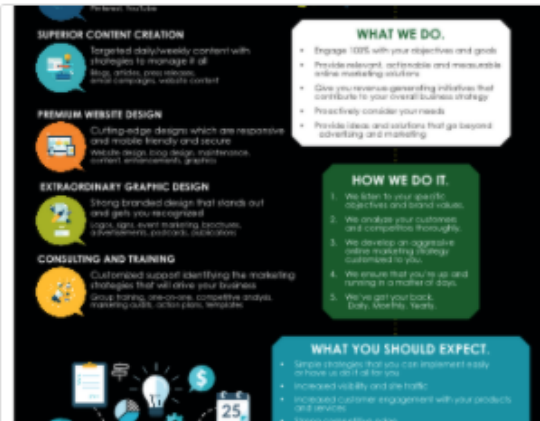 Pinterest, YouTube
SUPERIOR CONTENT CREATION
Targeted daily/weekly content with
strategies to manage it all
Blogs, articles, press releases,
email campaigns, website content
PREMIUM WEBSITE DESIGN
Cutting-edge designs which are responsive
and mobile friendly and secure
Website design, blog design, maintenance,
content, enhancements, graphics
EXTRAORDINARY GRAPHIC DESIGN
Strong branded design that stands out
and gets you recognized
Logos, signs, event marketing, brochures,
advertisements, postcards, publications
CONSULTING AND TRAINING
Customized support identifying the marketing
strategies that will drive your business
Group training, one-on-one, competitive analysis,
marketing audits, action plans, templates
25
$
WHAT WE DO.
• Engage 100% with your objectives and goals
• Provide relevant, actionable and measurable
online marketing solutions
• Give you revenue generating initiatives that
contribute to your overall business strategy
• Proactively consider your needs
• Provide ideas and solutions that go beyond
advertising and marketing
HOW WE DO IT.
1. We listen to your specific
objectives and brand values.
2. We analyze your customers
and competitors thoroughly.
3. We develop an aggressive
online marketing strategy
customized to you.
4. We ensure that you're up and
running in a matter of days.
5. We've got your back.
Daily. Monthly. Yearly.
WHAT YOU SHOULD EXPECT.
• Simple strategies that you can implement easily
or have us do it all for you
• Increased visibility and site traffic
• Increased customer engagement with your products
and services